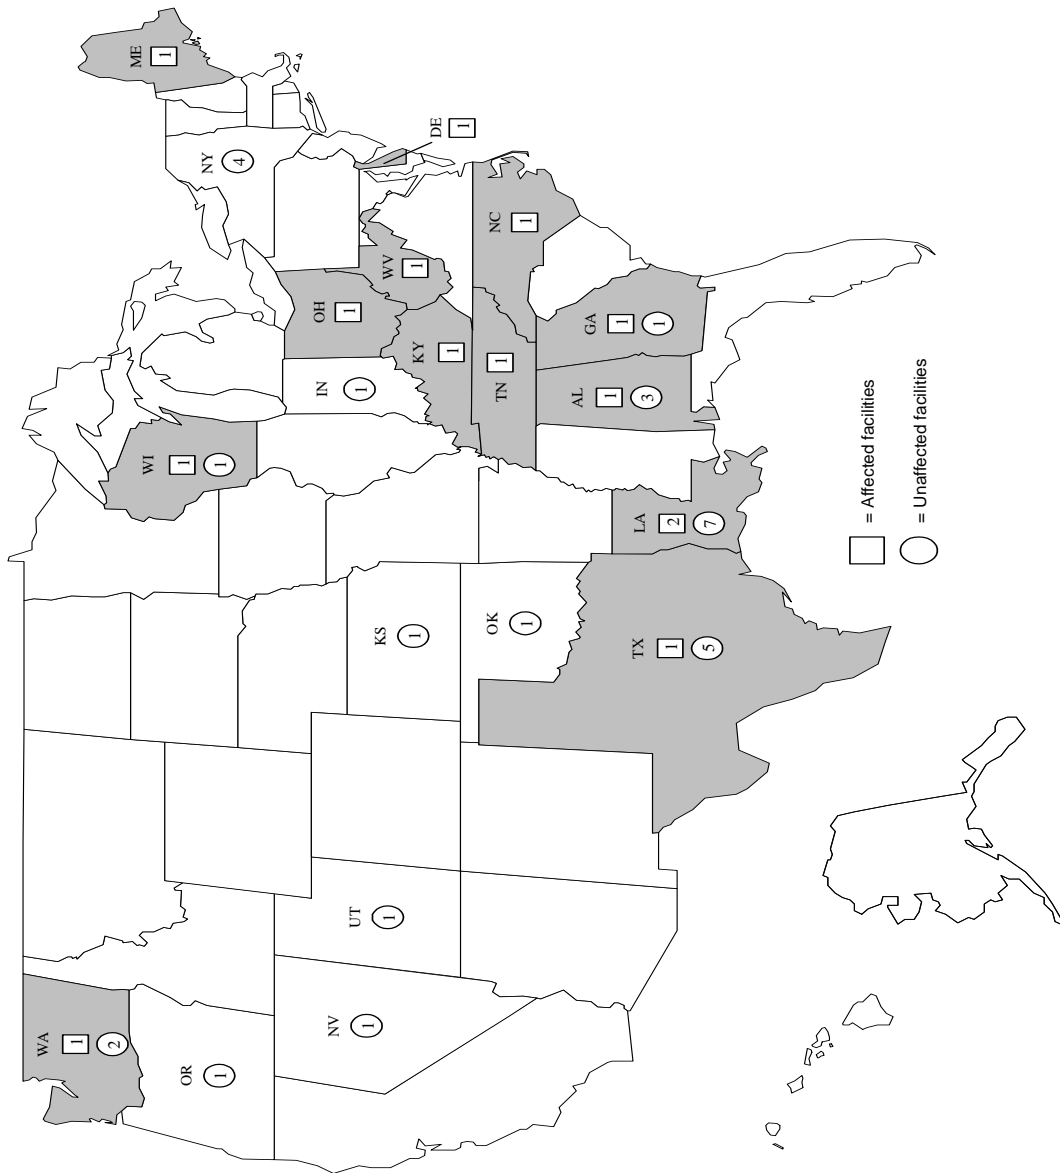 WA
1
2
OR
1
NV
1
UT
1
KS
1
OK
1
TX
1
5
LA
2
7
WI
1
1
IN
1
OH
1
KY
1
TN
1
AL
1
3
GA
1
1
WV
1
NC
1
DE
1
NY
4
ME
1
= Affected facilities
= Unaffected facilities